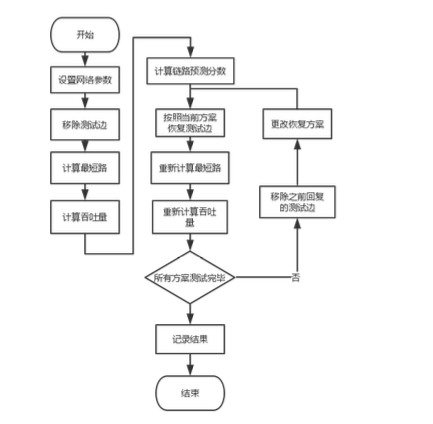 开始
设置网络参数
移除测试边
计算最短路
计算吞吐量
计算链路预测分数
按照当前方案
恢复测试边
重新计算最短路
重新计算吞吐
量
所有方案测试完毕
否
移除之前回复
的测试边
更改恢复方案
记录结果
结束